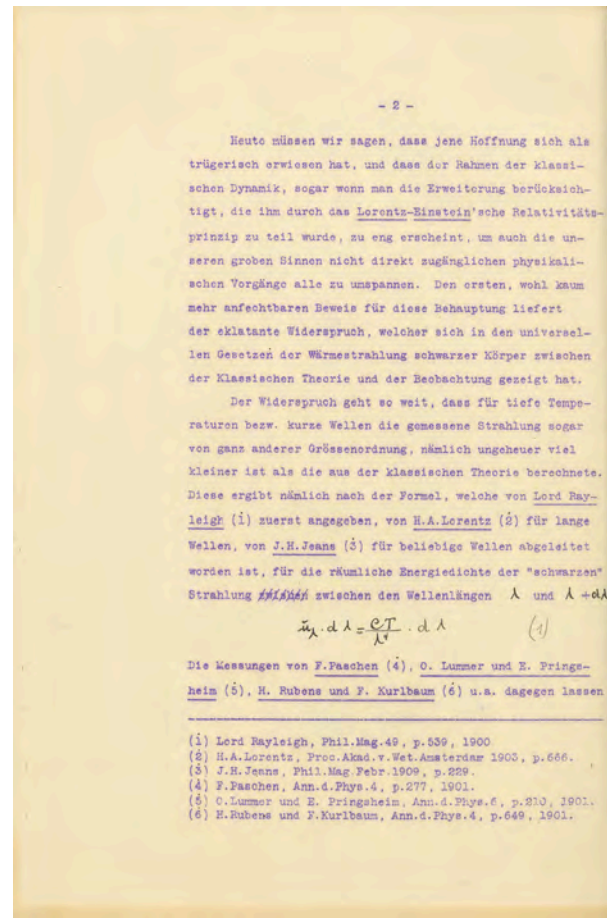 - 2 -
Heute müssen wir sagen, dass jene Hoffnung sich als
trügerisch erwiesen hat, und dass der Rahmen der klassi-
schen Dynamik, sogar wenn man die Erweiterung berücksich-
tigt, die ihm durch das Lorentz-Einstein'sche Relativitäts-
prinzip zu teil wurde, zu eng erscheint, um auch die un-
seren groben Sinnen nicht direkt zugänglichen physikali-
schen Vorgänge alle zu umspannen. Den ersten, wohl kaum
mehr anfechtbaren Beweis für diese Behauptung liefert
der eklatante Widerspruch, welcher sich in den universel-
len Gesetzen der Wärmestrahlung schwarzer Körper zwischen
der Klassischen Theorie und der Beobachtung gezeigt hat.
Der Widerspruch geht so weit, dass für tiefe Tempe-
raturen bezw. kurze Wellen die gemessene Strahlung sogar
von ganz anderer Grössenordnung, nämlich ungeheuer viel
kleiner ist als die aus der klassischen Theorie berechnete.
Diese ergibt nämlich nach der Formel, welche von Lord Ray-
leigh (1) zuerst angegeben, von H.A.Lorentz (2) für lange
Wellen, von J.H.Jeans (3) für beliebige Wellen abgeleitet
worden ist, für die räumliche Energiedichte der "schwarzen"
Strahlung zwischen den Wellenlängen λ und λ + dλ
u_λ . d λ = cT/λ⁴ . d λ (1)
Die Messungen von F.Paschen (4), O. Lummer und E. Prings-
heim (5), H. Rubens und F. Kurlbaum (6) u.a. dagegen lassen
(1) Lord Rayleigh, Phil.Mag.49, p.539, 1900.
(2) H.A.Lorentz, Proc.Akad.v.Wet.Amsterdam 1903, p.666.
(3) J.H.Jeans, Phil.Mag.Febr.1909, p.229.
(4) F.Paschen, Ann.d.Phys.4, p.277, 1901.
(5) O.Lummer und E. Pringsheim, Ann.d.Phys.6, p.210, 1901.
(6) H.Rubens und F.Kurlbaum, Ann.d.Phys.4, p.649, 1901.